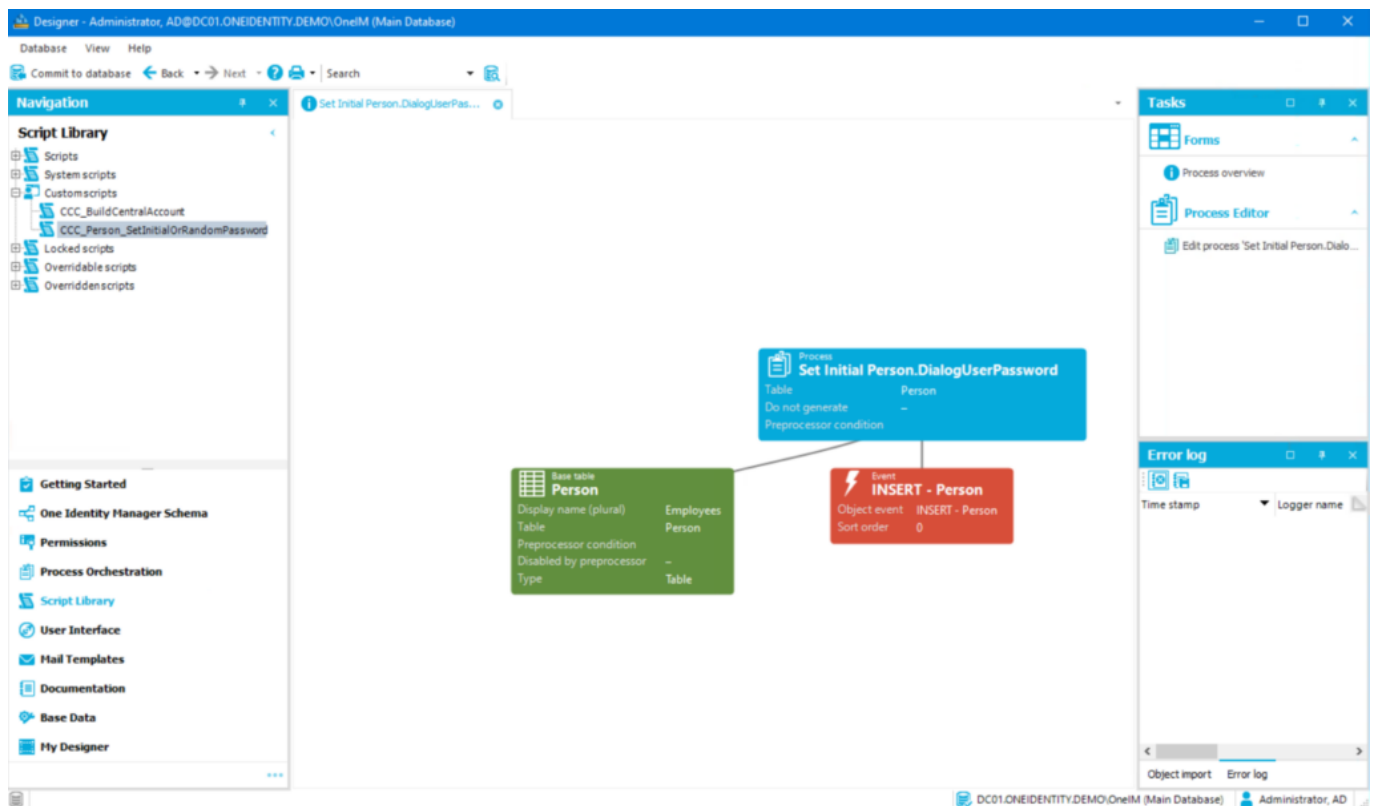 Designer - Administrator, AD@DC01.ONEIDENTITY.DEMO\OneIM (Main Database)
Database View Help
Commit to database Back Next Search
Navigation
Script Library
Scripts
System scripts
Custom scripts
CCC_BuildCentralAccount
CCC_Person_SetInitialOrRandomPassword
Locked scripts
Overridable scripts
Overridden scripts
Getting Started
One Identity Manager Schema
Permissions
Process Orchestration
Script Library
User Interface
Mail Templates
Documentation
Base Data
My Designer
Set Initial Person.DialogUserPas...
Process
Set Initial Person.DialogUserPassword
Table Person
Do not generate –
Preprocessor condition
Base table
Person
Display name (plural) Employees
Table Person
Preprocessor condition
Disabled by preprocessor –
Type Table
Event
INSERT - Person
Object event INSERT - Person
Sort order 0
Tasks
Forms
Process overview
Process Editor
Edit process 'Set Initial Person.Dialo...
Error log
Time stamp Logger name
Object import Error log
DC01.ONEIDENTITY.DEMO\OneIM (Main Database) Administrator, AD